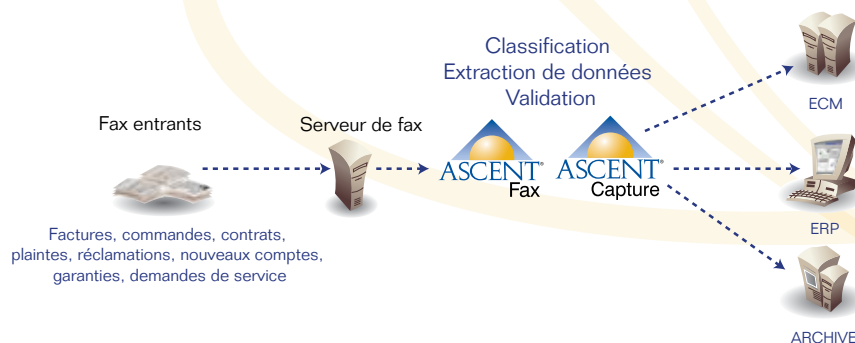 Classification
Extraction de données
Validation
Fax entrants
Serveur de fax
ASCENT®
Fax
ASCENT®
Capture
ECM
ERP
ARCHIVE
Factures, commandes, contrats,
plaintes, réclamations, nouveaux comptes,
garanties, demandes de service